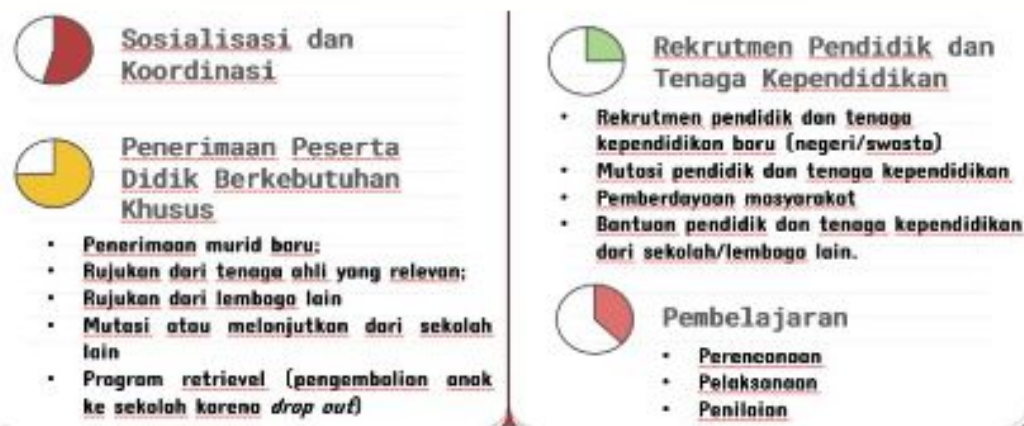 Sosialisasi dan
Koordinasi
Penerimaan Peserta
Didik Berkebutuhan
Khusus
• Penerimaan murid baru;
• Rujukan dari tenaga ahli yang relevan;
• Rujukan dari lembaga lain
• Mutasi atau melanjutkan dari sekolah
lain
• Program retrievel (pengembalian anak
ke sekolah karena drop out)
Rekrutmen Pendidik dan
Tenaga Kependidikan
• Rekrutmen pendidik dan tenaga
kependidikan baru (negeri/swasta)
• Mutasi pendidik dan tenaga kependidikan
• Pemberdayaan masyarakat
• Bantuan pendidik dan tenaga kependidikan
dari sekolah/lembaga lain.
Pembelajaran
• Perencanaan
• Pelaksanaan
• Penilaian